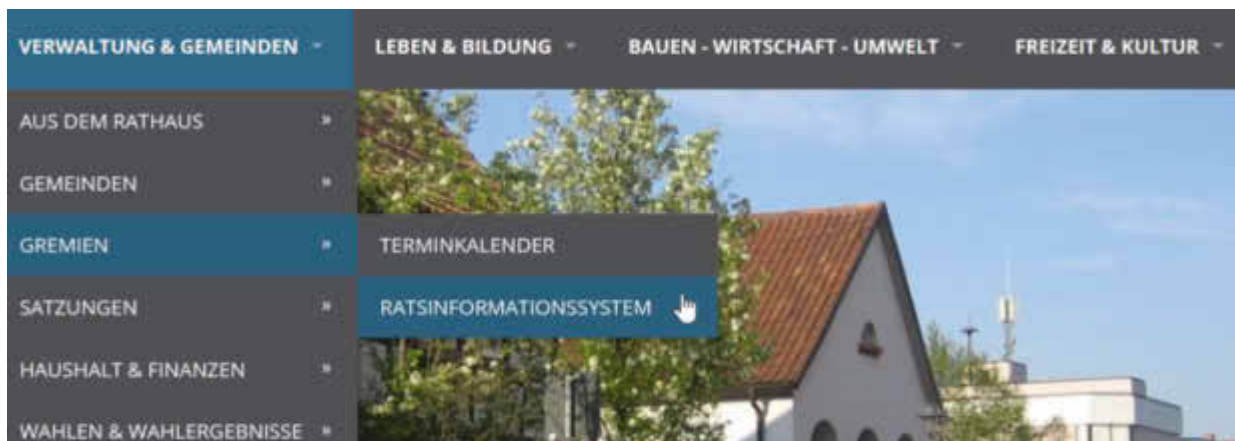 VERWALTUNG & GEMEINDEN LEBEN & BILDUNG BAUEN - WIRTSCHAFT - UMWELT FREIZEIT & KULTUR
AUS DEM RATHAUS »
GEMEINDEN »
GREMIEN » TERMINKALENDER
SATZUNGEN » RATSINFORMATIONSSYSTEM
HAUSHALT & FINANZEN »
WAHLEN & WAHLERGEBNISSE »